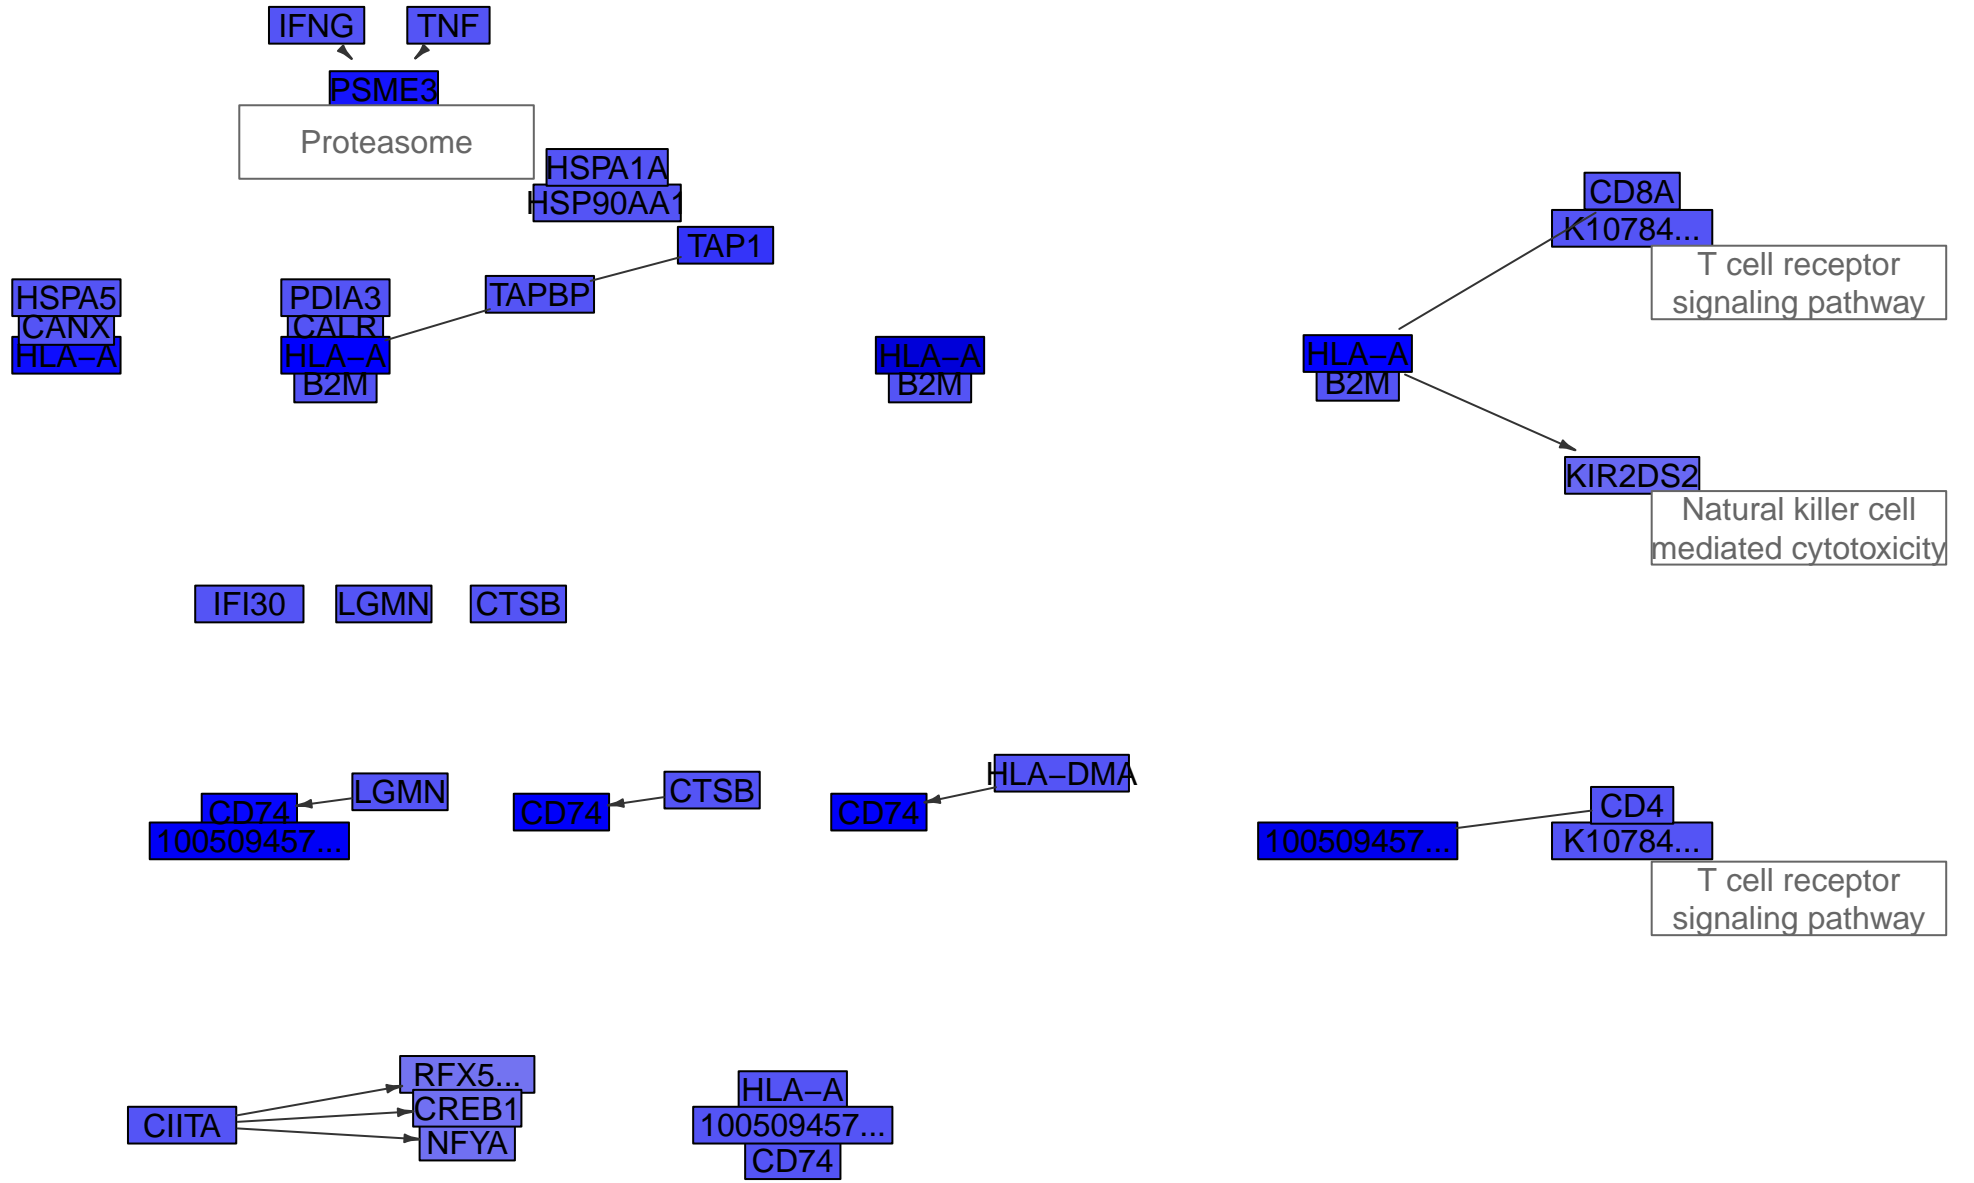 IFNG
TNF
PSME3
Proteasome
HSPA1A
HSP90AA1
TAP1
CD8A
K10784...
T cell receptor
signaling pathway
HSPA5
CANX
HLA−A
PDIA3
CALR
HLA−A
B2M
TAPBP
HLA−A
B2M
HLA−A
B2M
KIR2DS2
Natural killer cell
mediated cytotoxicity
IFI30
LGMN
CTSB
CD74
100509457...
LGMN
CD74
CTSB
CD74
HLA−DMA
100509457...
CD4
K10784...
T cell receptor
signaling pathway
CIITA
RFX5...
CREB1
NFYA
HLA−A
100509457...
CD74